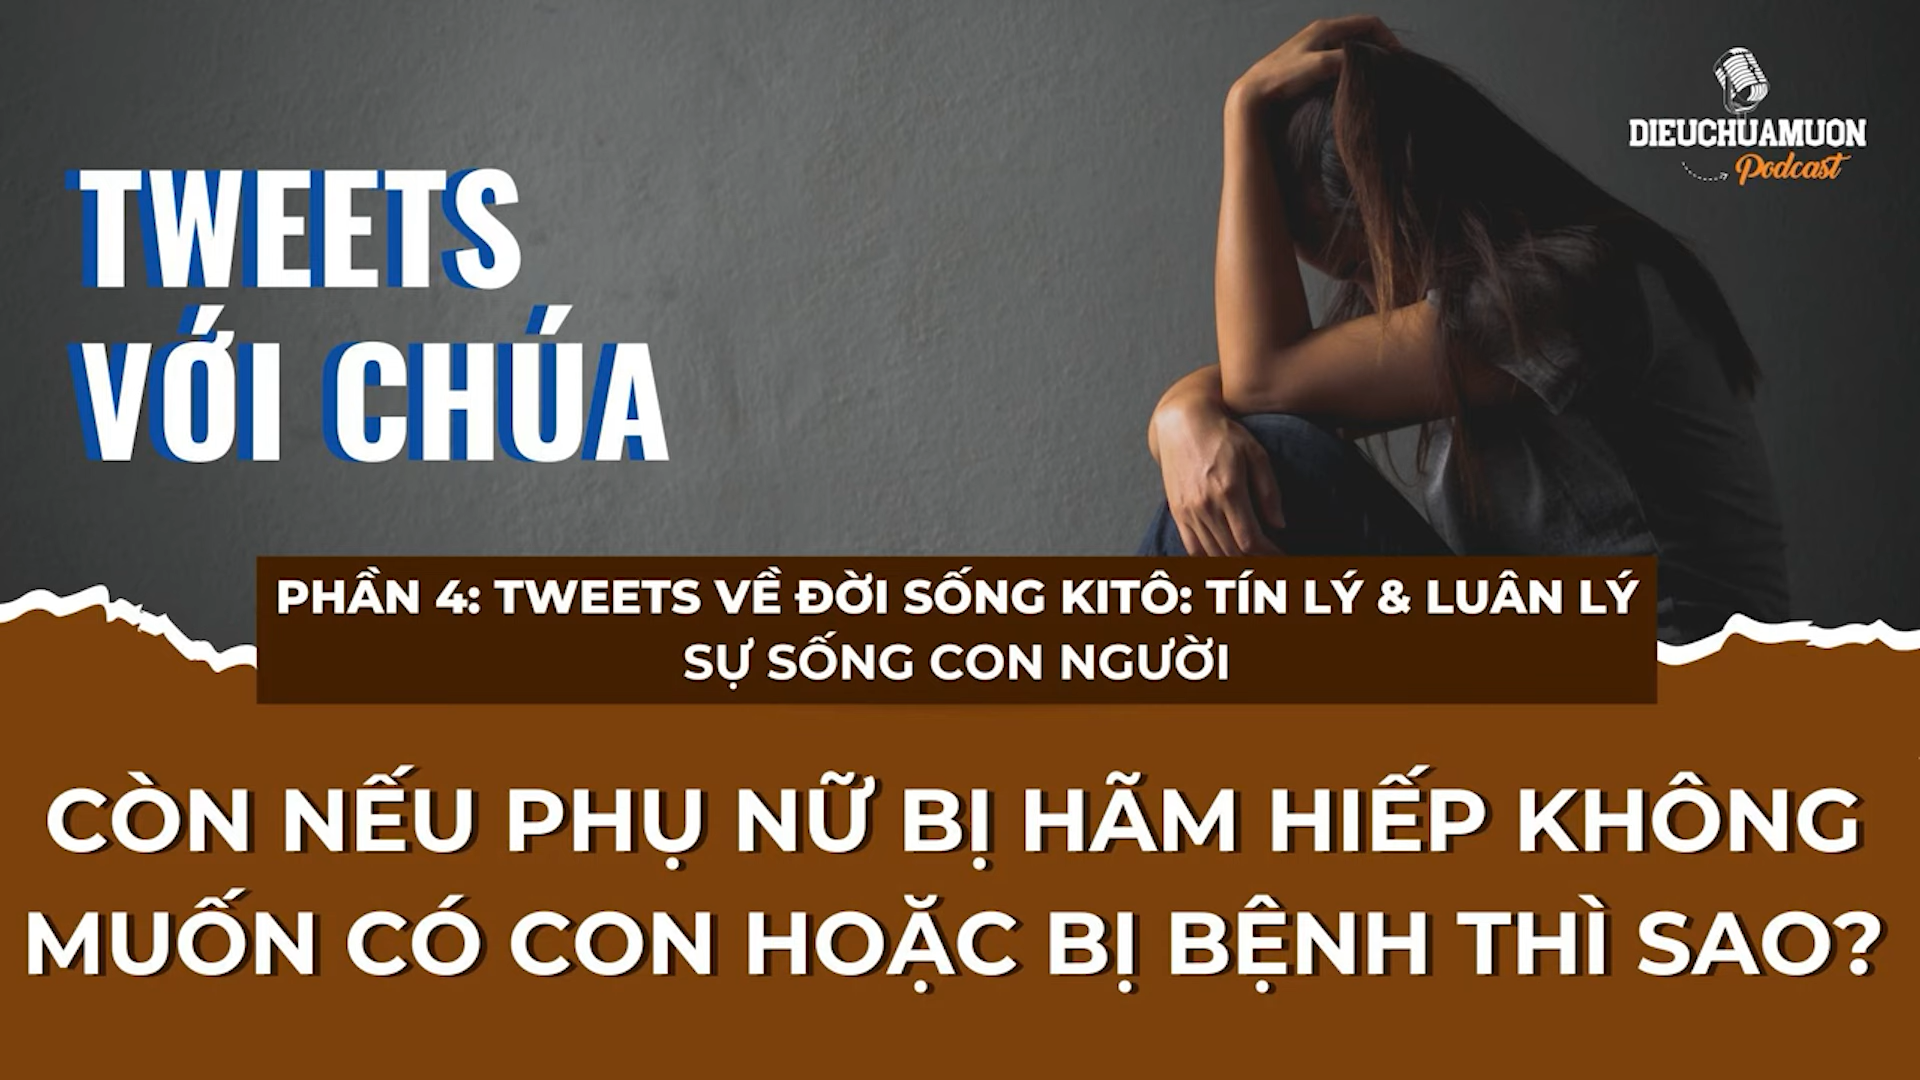 TWEETS
VỚI CHÚA
DIEUCHUAMUON
Podcast
PHẦN 4: TWEETS VỀ ĐỜI SỐNG KITÔ: TÍN LÝ & LUÂN LÝ
SỰ SỐNG CON NGƯỜI
CÒN NẾU PHỤ NỮ BỊ HÃM HIẾP KHÔNG
MUỐN CÓ CON HOẶC BỊ BỆNH THÌ SAO?